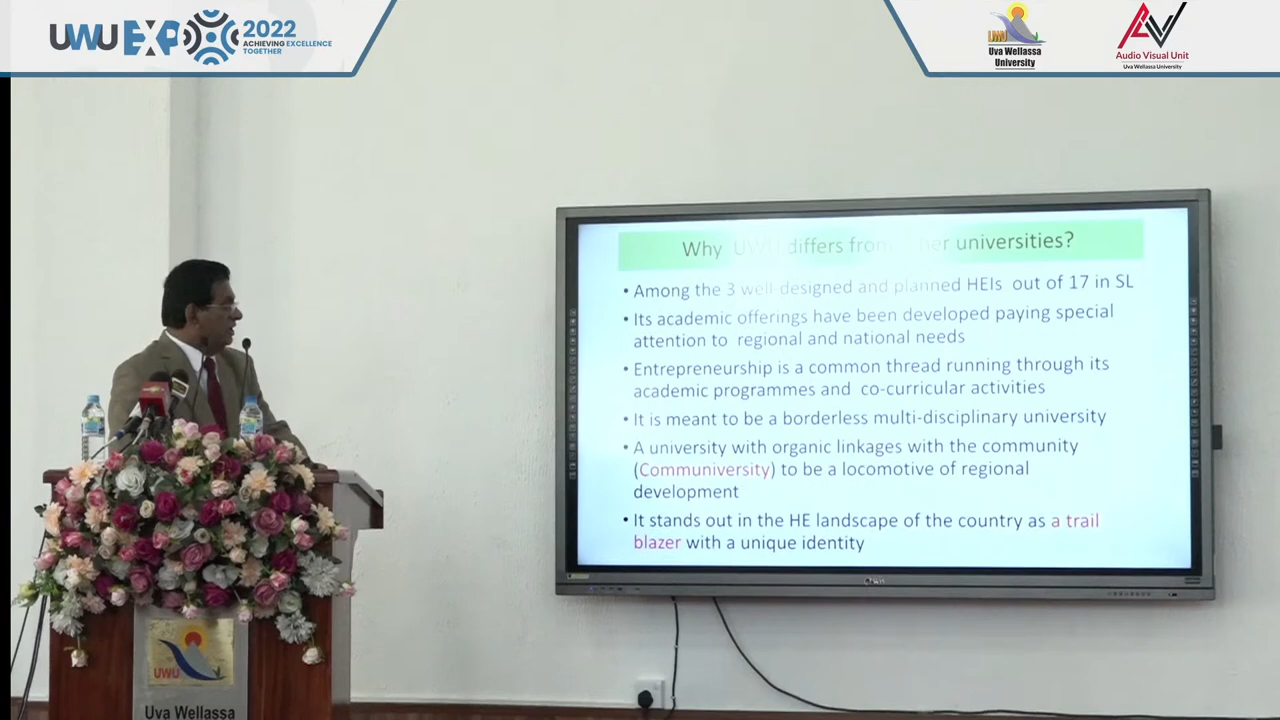 UWU EXPO 2022
ACHIEVING EXCELLENCE
TOGETHER
UWU
Uva Wellassa
University
AV
Audio Visual Unit
Uva Wellassa University
Why UWU differs from other universities?
• Among the 3 well designed and planned HEIs out of 17 in SL
• Its academic offerings have been developed paying special
attention to regional and national needs
• Entrepreneurship is a common thread running through its
academic programmes and co-curricular activities
• It is meant to be a borderless multi-disciplinary university
• A university with organic linkages with the community
(Communiversity) to be a locomotive of regional
development
• It stands out in the HE landscape of the country as a trail
blazer with a unique identity
UWU
Uva Wellassa